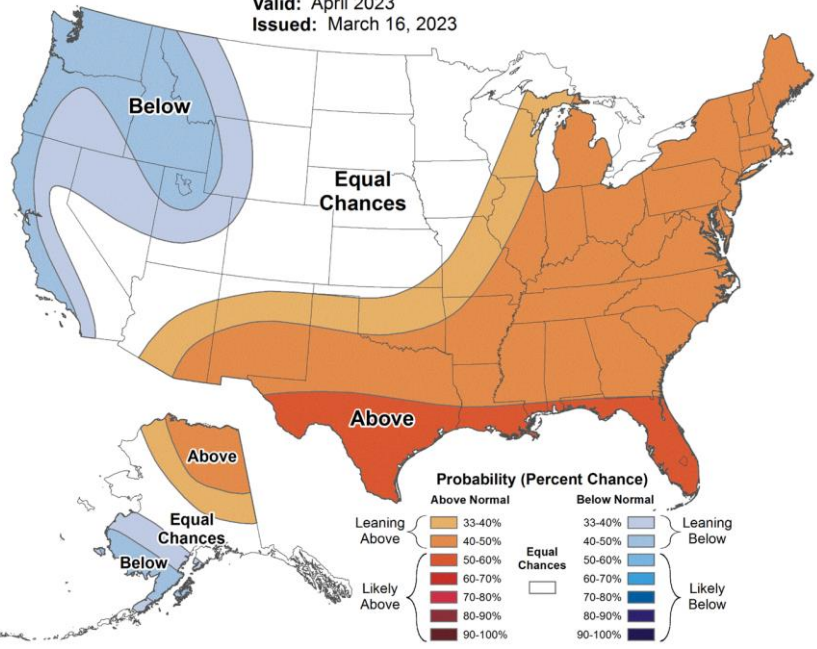 Valid: April 2023
Issued: March 16, 2023
Below
Equal
Chances
Above
Above
Equal
Chances
Below
Probability (Percent Chance)
Above Normal
Below Normal
Leaning
Above
33-40%
40-50%
Likely
Above
50-60%
60-70%
70-80%
80-90%
90-100%
Equal
Chances
33-40%
40-50%
Leaning
Below
50-60%
60-70%
70-80%
80-90%
90-100%
Likely
Below